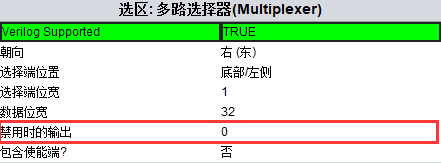 选区: 多路选择器(Multiplexer)
Verilog Supported TRUE
朝向 右 (东)
选择端位置 底部/左侧
选择端位宽 1
数据位宽 32
禁用时的输出 0
包含使能端? 否